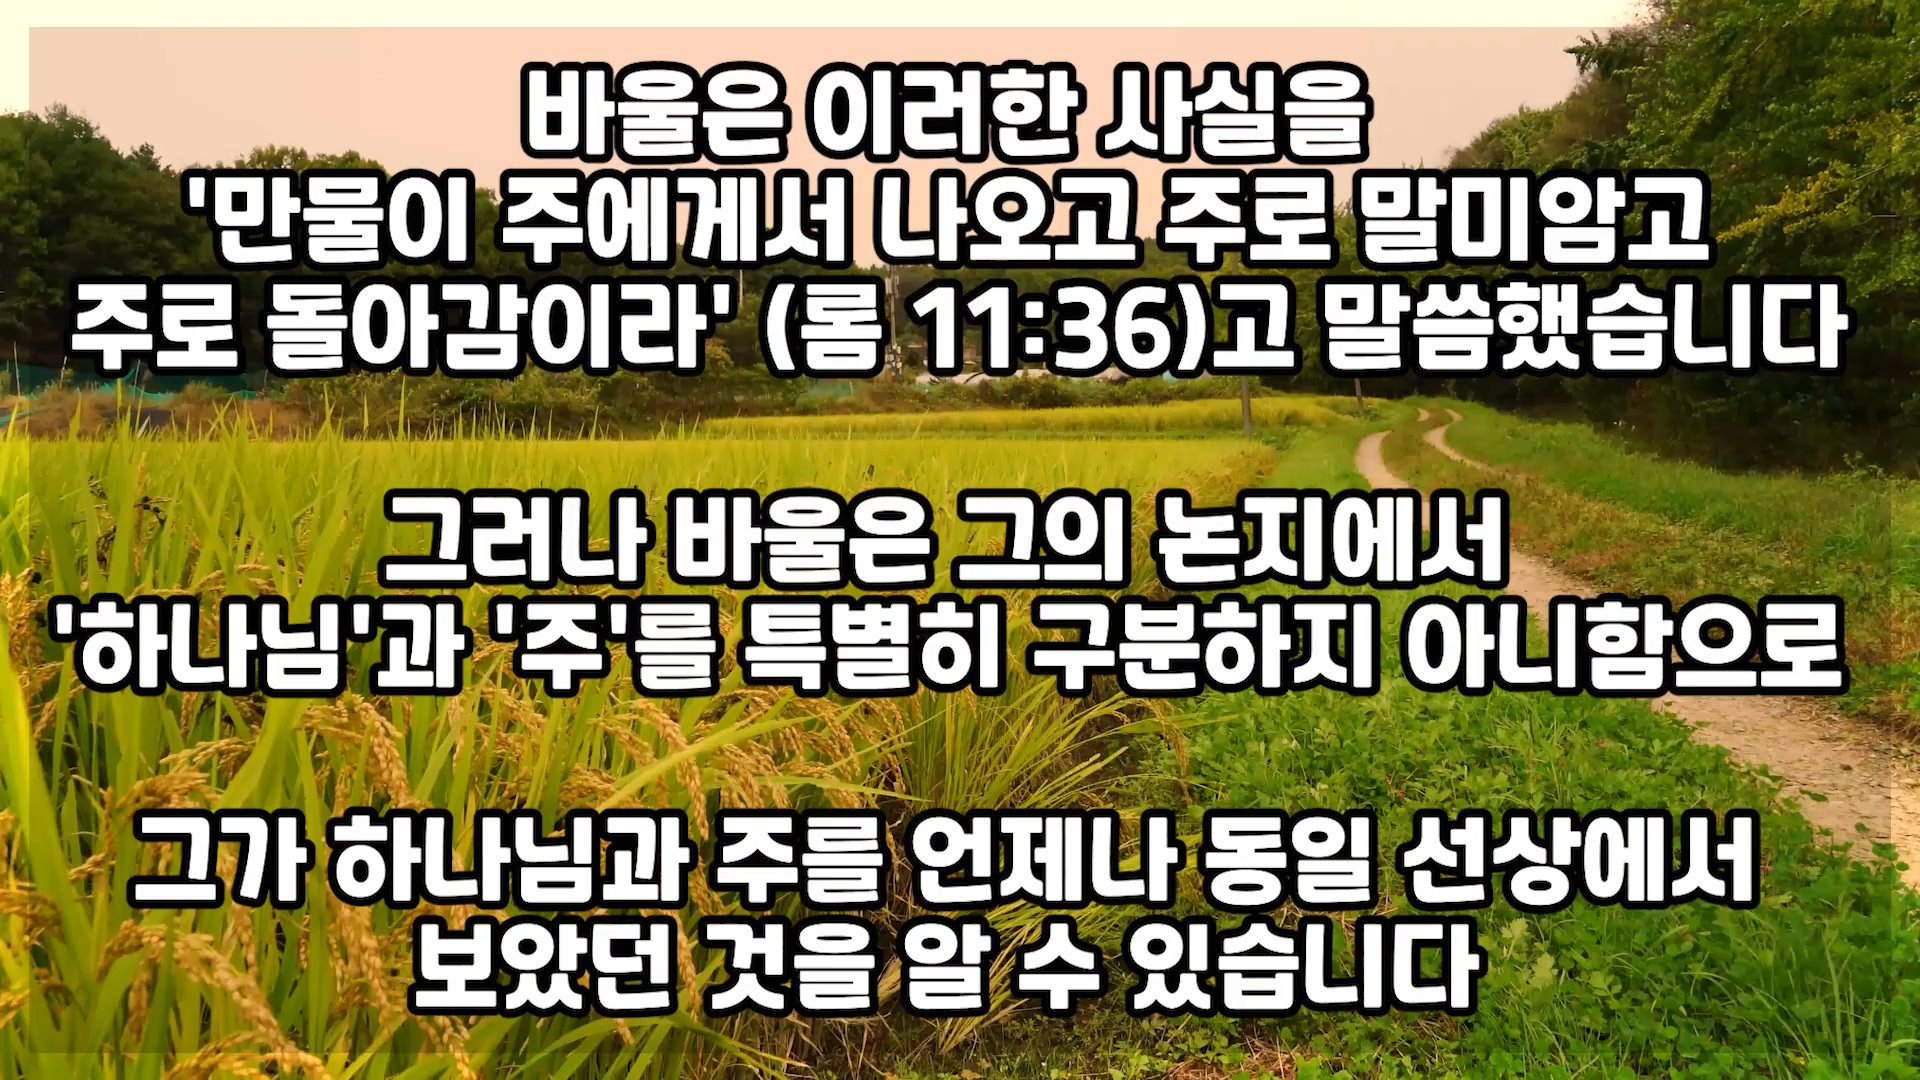 바울은 이러한 사실을
'만물이 주에게서 나오고 주로 말미암고
주로 돌아감이라' (롬 11:36)고 말씀했습니다
그러나 바울은 그의 논지에서
'하나님'과 '주'를 특별히 구분하지 아니함으로
그가 하나님과 주를 언제나 동일 선상에서
보았던 것을 알 수 있습니다